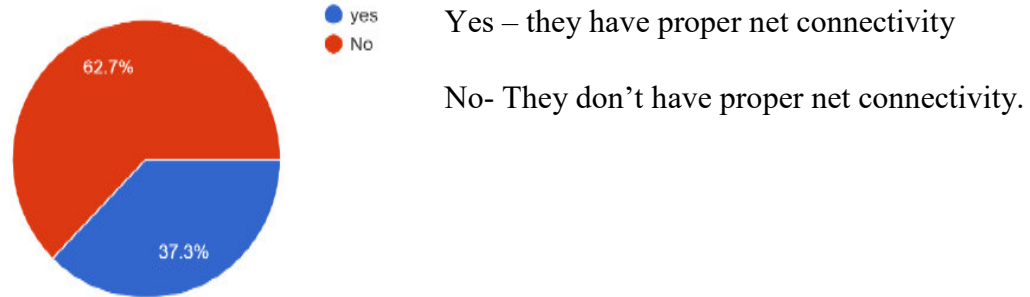 yes
No
Yes – they have proper net connectivity
No- They don’t have proper net connectivity.
62.7%
37.3%